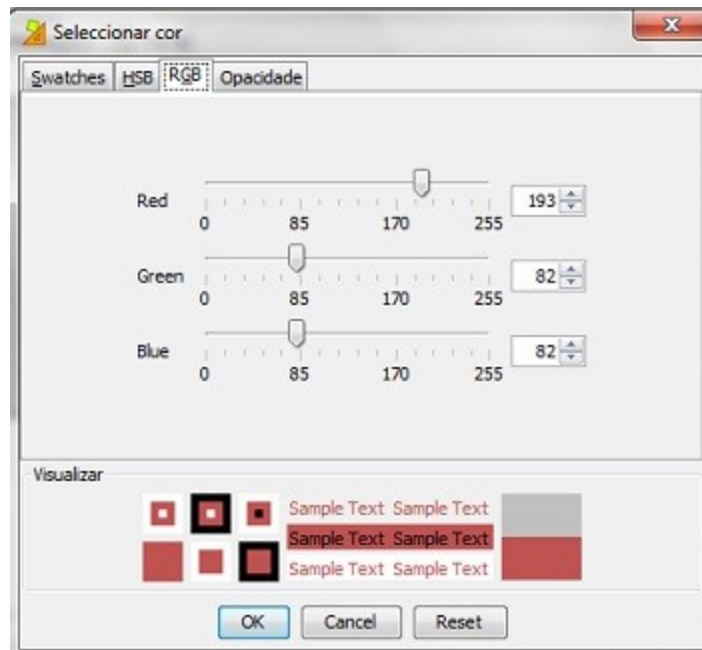 Seleccionar cor
Swatches HSB RGB Opacidade
Red 193
0 85 170 255
Green 82
0 85 170 255
Blue 82
0 85 170 255
Visualizar
Sample Text Sample Text
Sample Text Sample Text
Sample Text Sample Text
OK Cancel Reset